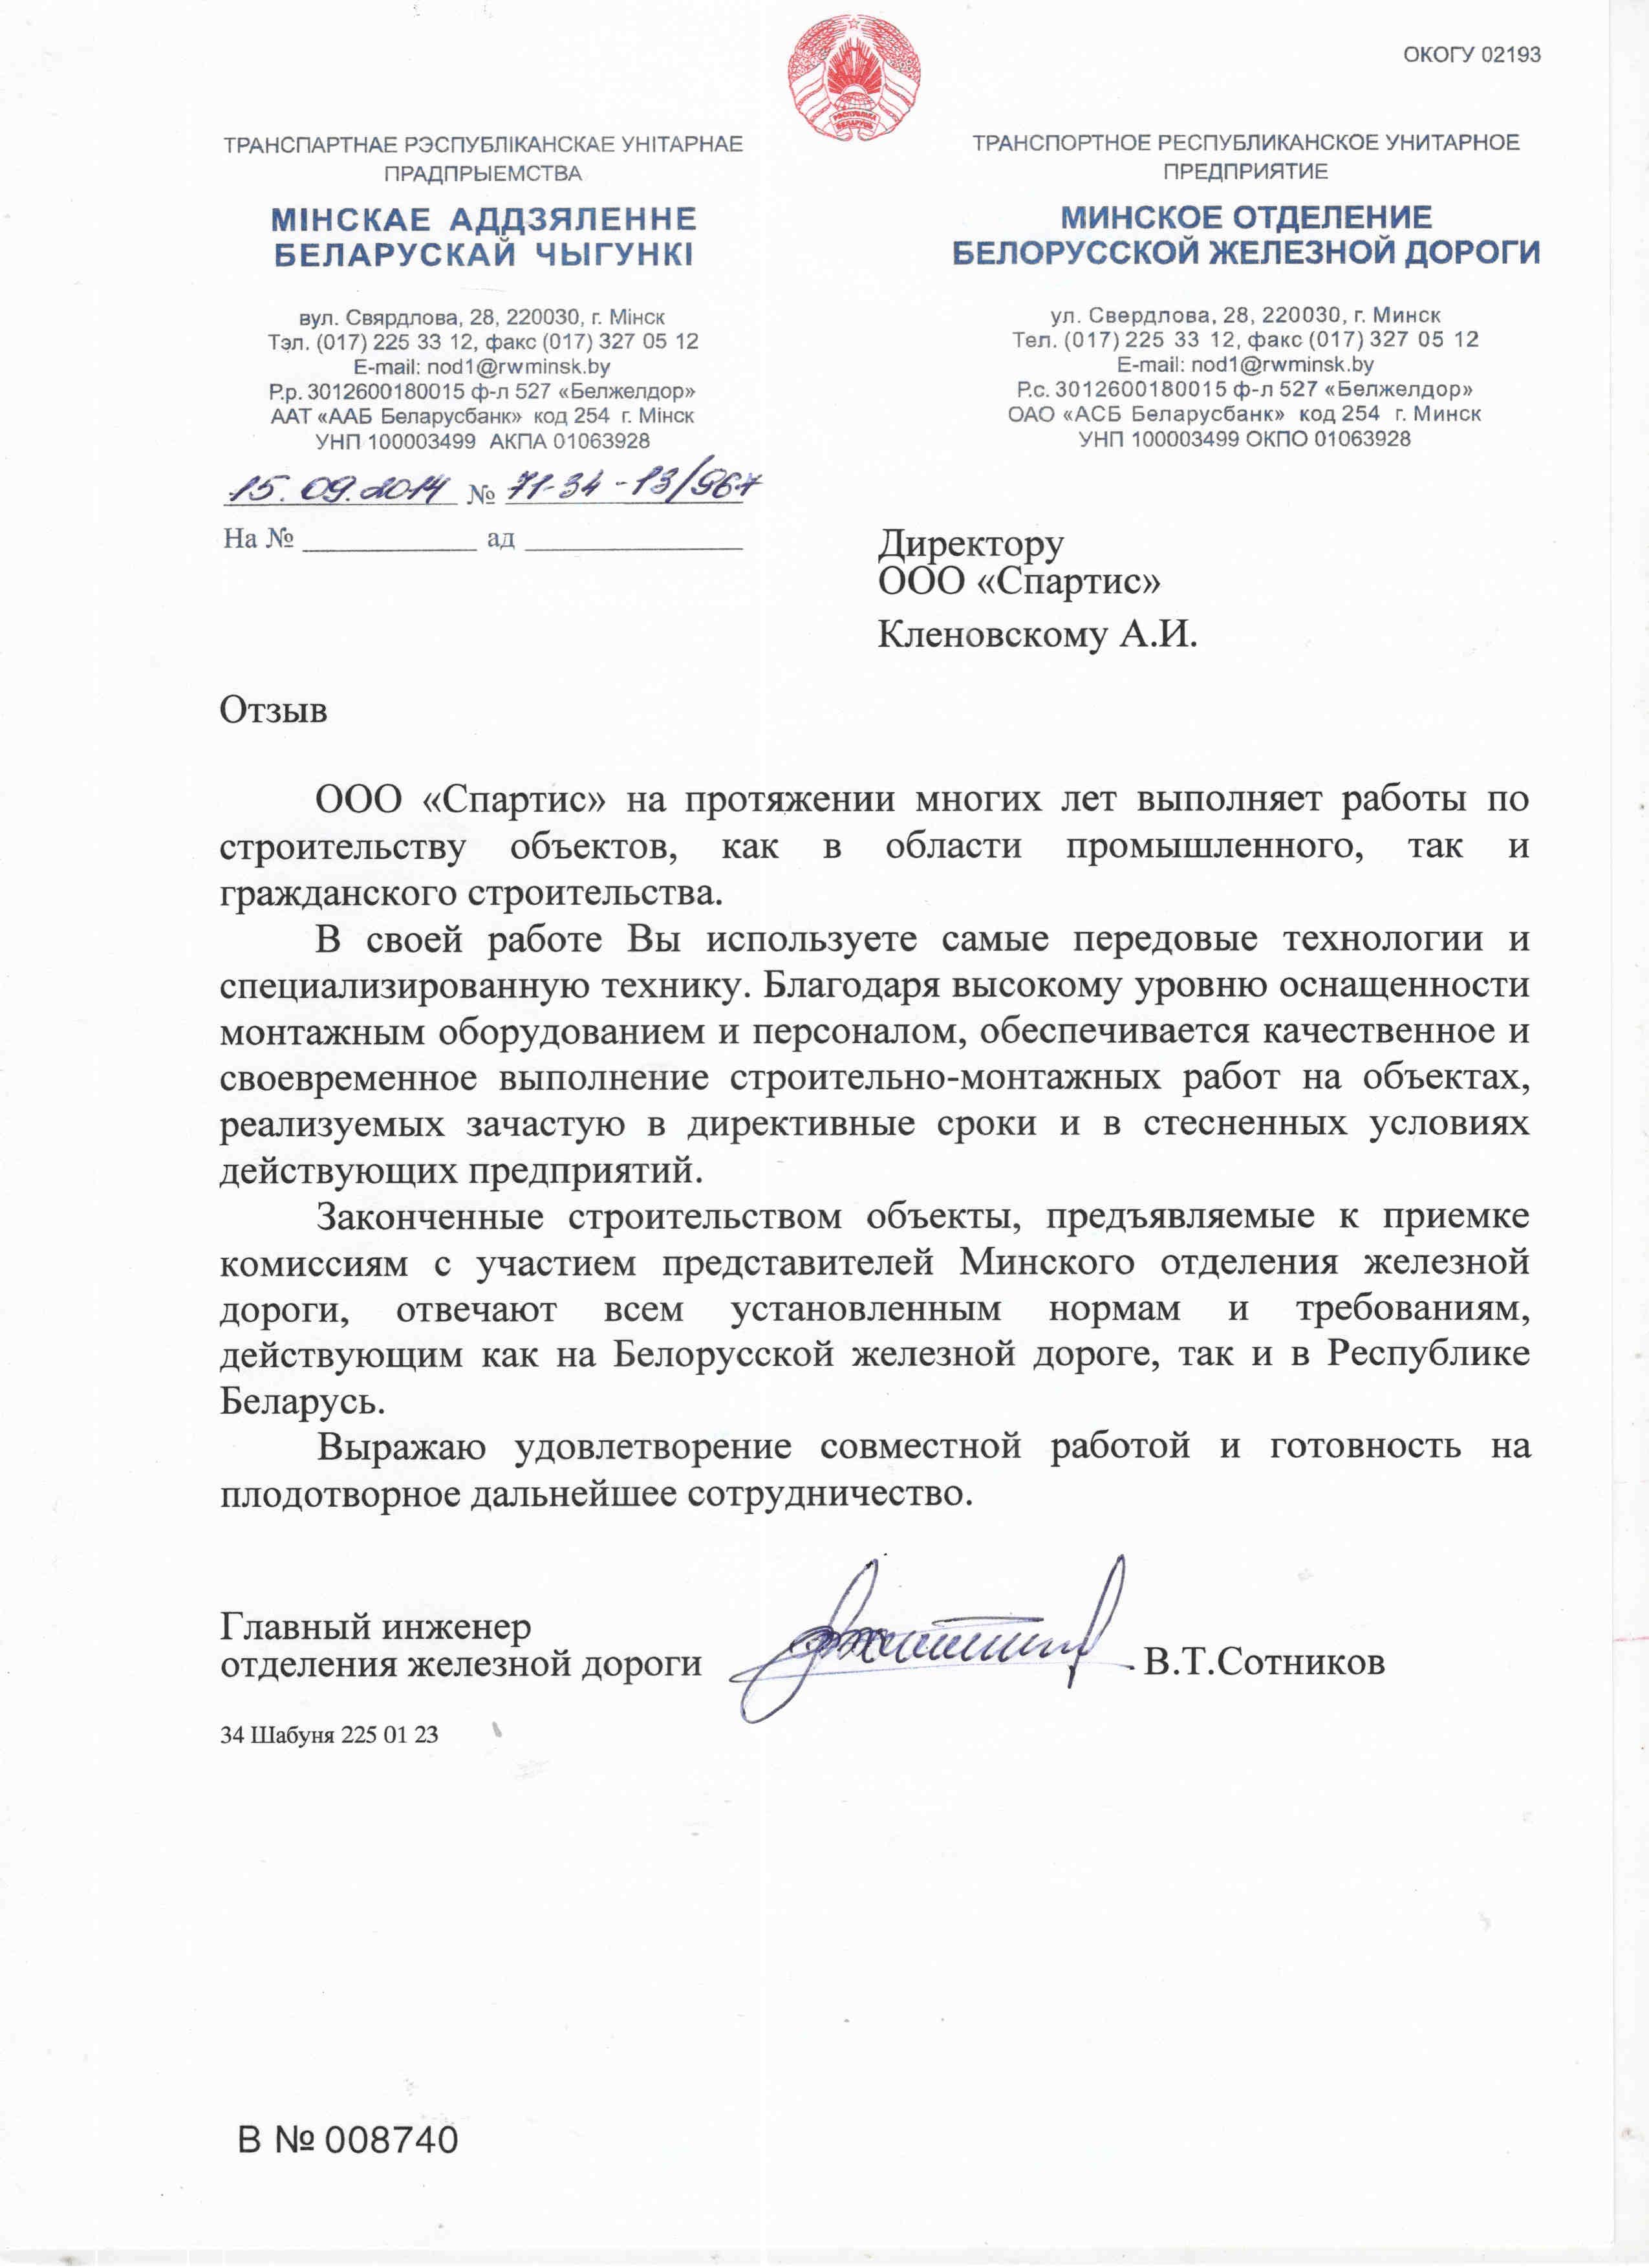 ОКОГУ 02193
ТРАНСПАРТНАЕ РЭСПУБЛІКАНСКАЕ УНІТАРНАЕ
ПРАДПРЫЕМСТВА
МІНСКАЕ АДДЗЯЛЕННЕ
БЕЛАРУСКАЙ ЧЫГУНКІ
вул. Свярдлова, 28, 220030, г. Мінск
Тэл. (017) 225 33 12, факс (017) 327 05 12
E-mail: nod1@rwminsk.by
Р.р. 3012600180015 ф-л 527 «Белжелдор»
ААТ «ААБ Беларусбанк» код 254 г. Мінск
УНП 100003499 АКПА 01063928
ТРАНСПОРТНОЕ РЕСПУБЛИКАНСКОЕ УНИТАРНОЕ
ПРЕДПРИЯТИЕ
МИНСКОЕ ОТДЕЛЕНИЕ
БЕЛОРУССКОЙ ЖЕЛЕЗНОЙ ДОРОГИ
ул. Свердлова, 28, 220030, г. Минск
Тел. (017) 225 33 12, факс (017) 327 05 12
E-mail: nod1@rwminsk.by
Р.с. 3012600180015 ф-л 527 «Белжелдор»
ОАО «АСБ Беларусбанк» код 254 г. Минск
УНП 100003499 ОКПО 01063928
РЭСПУБЛІКА
БЕЛАРУСЬ
15.09.2014 № 71-34-13/967
На № ____________ ад ____________
Директору
ООО «Спартис»
Кленовскому А.И.
Отзыв
ООО «Спартис» на протяжении многих лет выполняет работы по
строительству объектов, как в области промышленного, так и
гражданского строительства.
В своей работе Вы используете самые передовые технологии и
специализированную технику. Благодаря высокому уровню оснащенности
монтажным оборудованием и персоналом, обеспечивается качественное и
своевременное выполнение строительно-монтажных работ на объектах,
реализуемых зачастую в директивные сроки и в стесненных условиях
действующих предприятий.
Законченные строительством объекты, предъявляемые к приемке
комиссиям с участием представителей Минского отделения железной
дороги, отвечают всем установленным нормам и требованиям,
действующим как на Белорусской железной дороге, так и в Республике
Беларусь.
Выражаю удовлетворение совместной работой и готовность на
плодотворное дальнейшее сотрудничество.
Главный инженер
отделения железной дороги
В.Т.Сотников
34 Шабуня 225 01 23
В № 008740